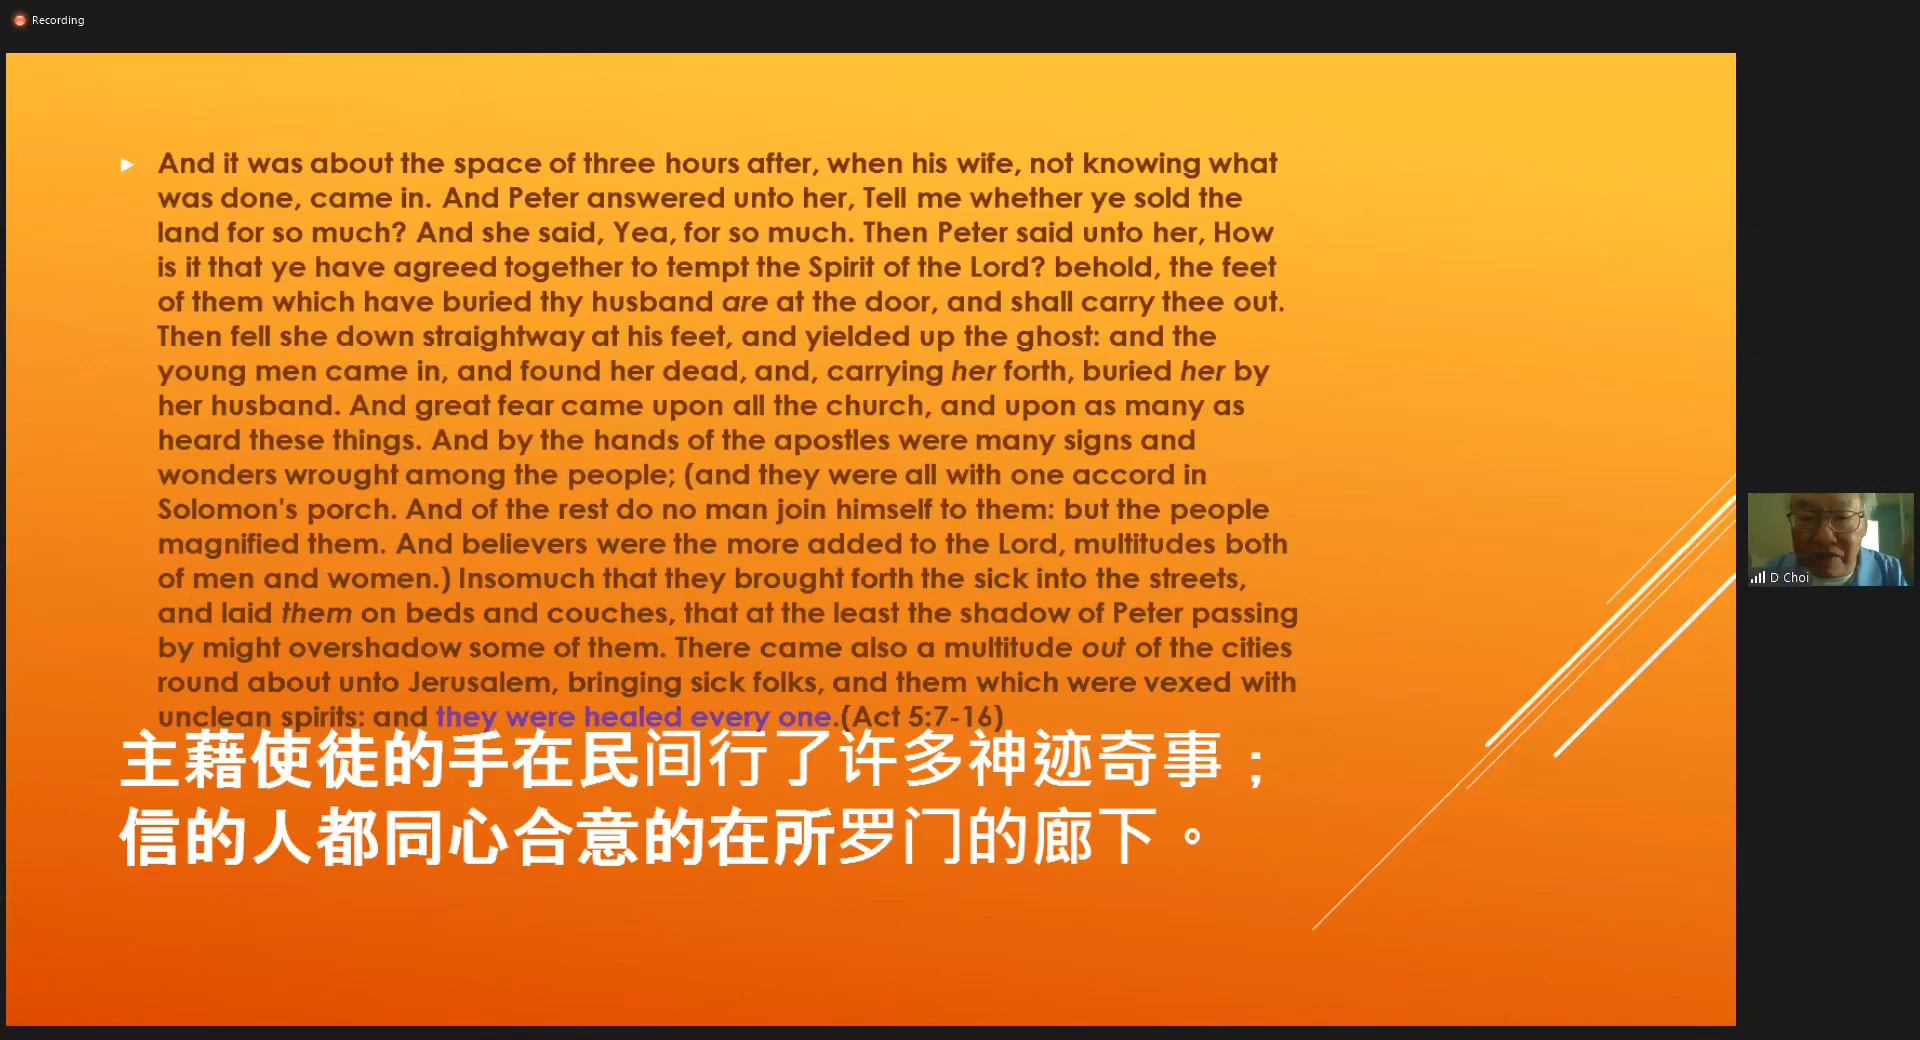 Recording
And it was about the space of three hours after, when his wife, not knowing what
was done, came in. And Peter answered unto her, Tell me whether ye sold the
land for so much? And she said, Yea, for so much. Then Peter said unto her, How
is it that ye have agreed together to tempt the Spirit of the Lord? behold, the feet
of them which have buried thy husband are at the door, and shall carry thee out.
Then fell she down straightway at his feet, and yielded up the ghost: and the
young men came in, and found her dead, and, carrying her forth, buried her by
her husband. And great fear came upon all the church, and upon as many as
heard these things. And by the hands of the apostles were many signs and
wonders wrought among the people; (and they were all with one accord in
Solomon's porch. And of the rest do no man join himself to them: but the people
magnified them. And believers were the more added to the Lord, multitudes both
of men and women.) Insomuch that they brought forth the sick into the streets,
and laid them on beds and couches, that at the least the shadow of Peter passing
by might overshadow some of them. There came also a multitude out of the cities
round about unto Jerusalem, bringing sick folks, and them which were vexed with
unclean spirits: and they were healed every one.(Act 5:7-16)
主藉使徒的手在民间行了许多神迹奇事；
信的人都同心合意的在所罗门的廊下。
D Choi